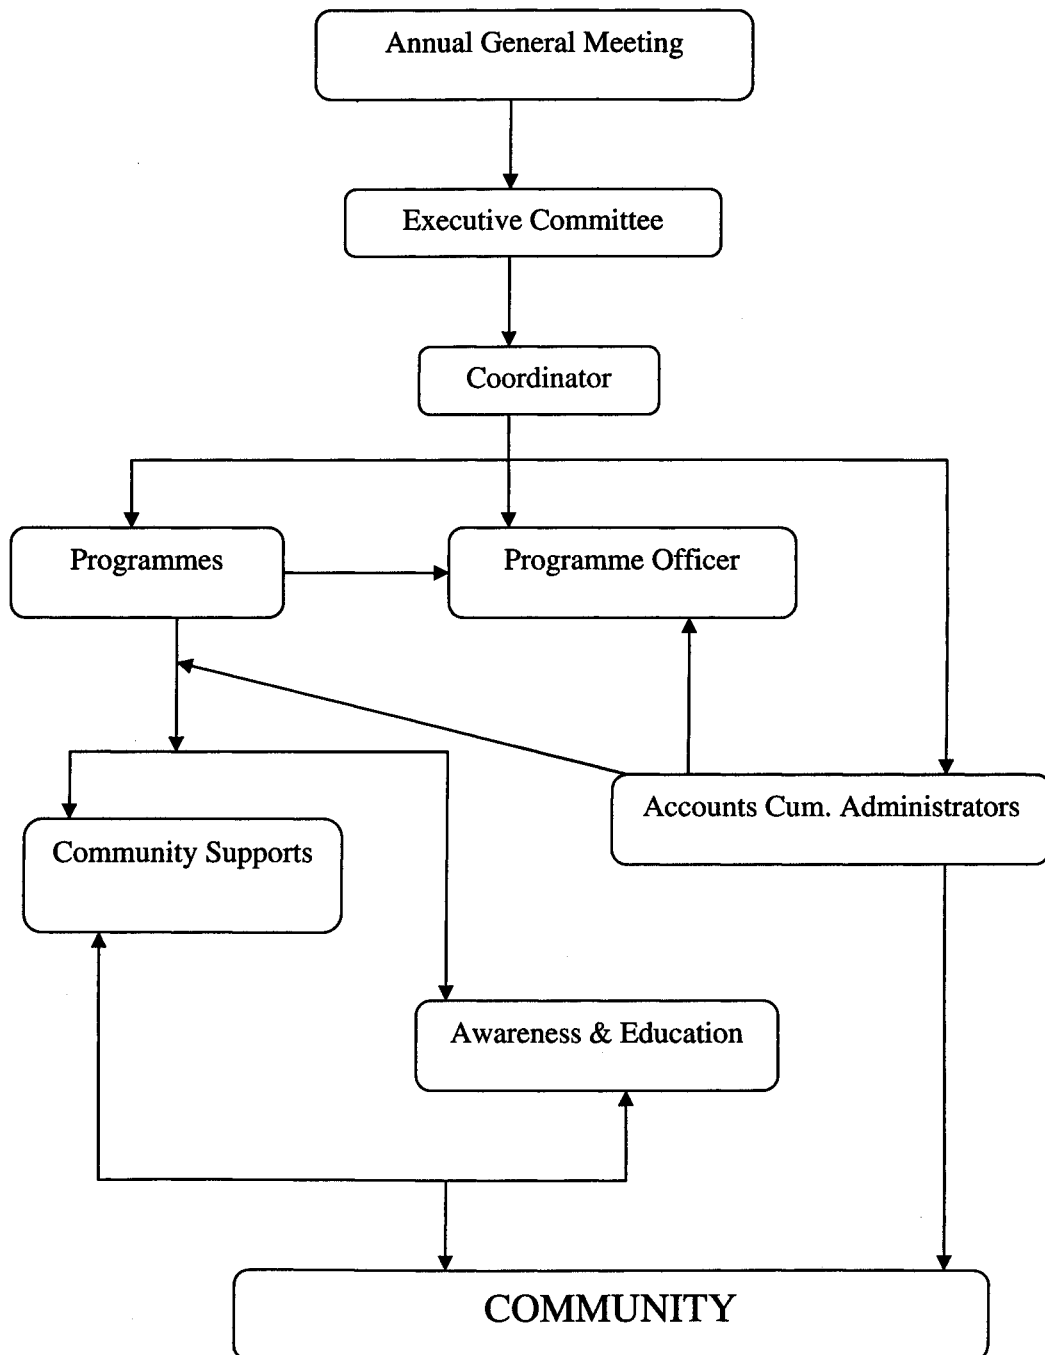 Annual General Meeting
Executive Committee
Coordinator
Programmes
Programme Officer
Accounts Cum. Administrators
Community Supports
Awareness & Education
COMMUNITY